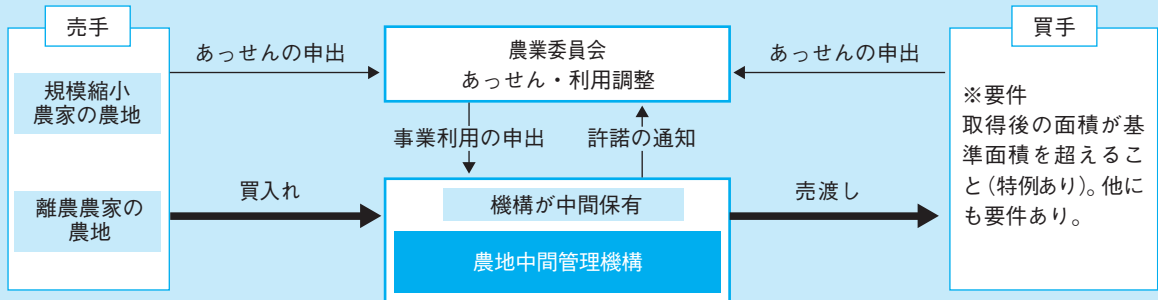 売手
買手
あっせんの申出
農業委員会
あっせん・利用調整
あっせんの申出
規模縮小
農家の農地
※要件
取得後の面積が基
準面積を超えるこ
と（特例あり）。他に
も要件あり。
事業利用の申出
許諾の通知
離農農家の
農地
買入れ
機構が中間保有
売渡し
農地中間管理機構